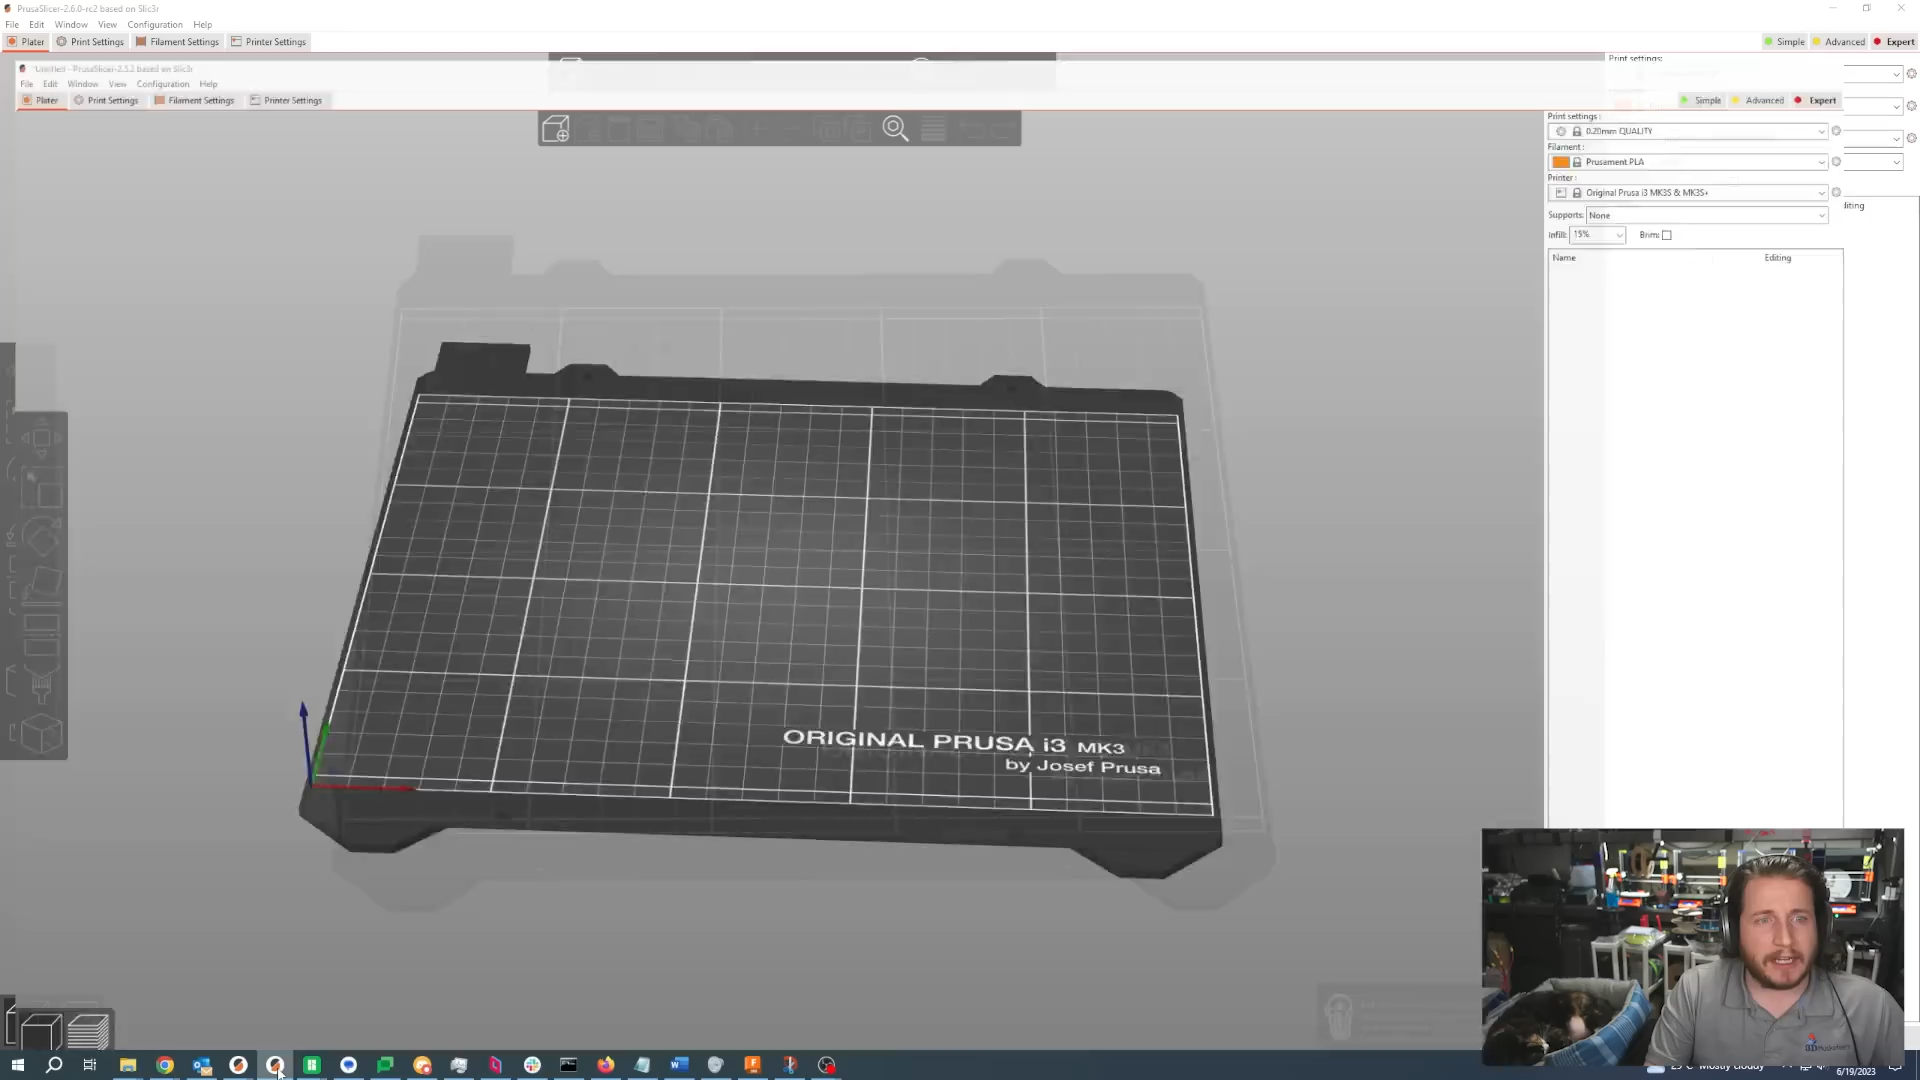 PrusaSlicer-2.6.0-rc2 based on Slic3r
File Edit Window View Configuration Help
Plater Print Settings Filament Settings Printer Settings
Simple Advanced Expert
Print settings:
*Untitled - PrusaSlicer-2.5.2 based on Slic3r
File Edit Window View Configuration Help
Plater Print Settings Filament Settings Printer Settings
Simple Advanced Expert
Print settings :
0.20mm QUALITY
Filament :
Prusament PLA
Printer :
Original Prusa i3 MK3S & MK3S+
Supports: None
Infill: 15% Brim:
Name Editing
diting
ORIGINAL PRUSA i3 MK3
by Josef Prusa
Mostly cloudy
6/19/2023